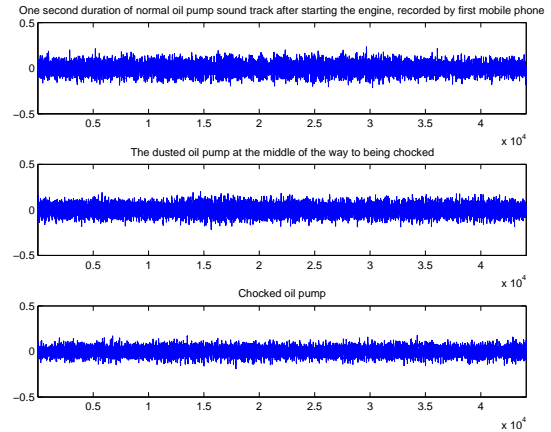 One second duration of normal oil pump sound track after starting the engine, recorded by first mobile phone
0.5
0
−0.5
0.5 1 1.5 2 2.5 3 3.5 4
x 10^4
The dusted oil pump at the middle of the way to being chocked
0.5
0
−0.5
0.5 1 1.5 2 2.5 3 3.5 4
x 10^4
Chocked oil pump
0.5
0
−0.5
0.5 1 1.5 2 2.5 3 3.5 4
x 10^4